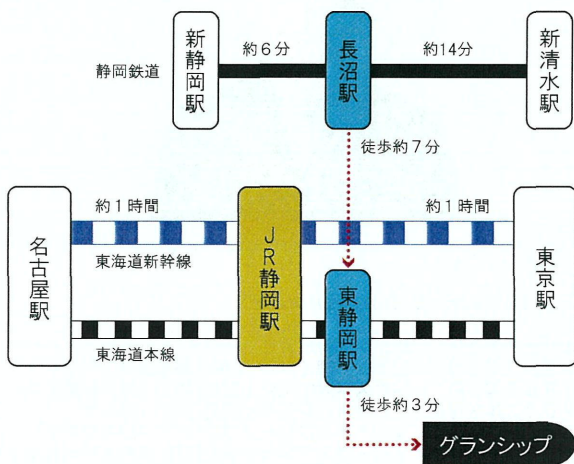 静岡鉄道
新静岡駅
約6分
長沼駅
約14分
新清水駅
徒歩約7分
名古屋駅
約1時間
東海道新幹線
JR静岡駅
約1時間
東京駅
東海道本線
東静岡駅
徒歩約3分
グランシップ